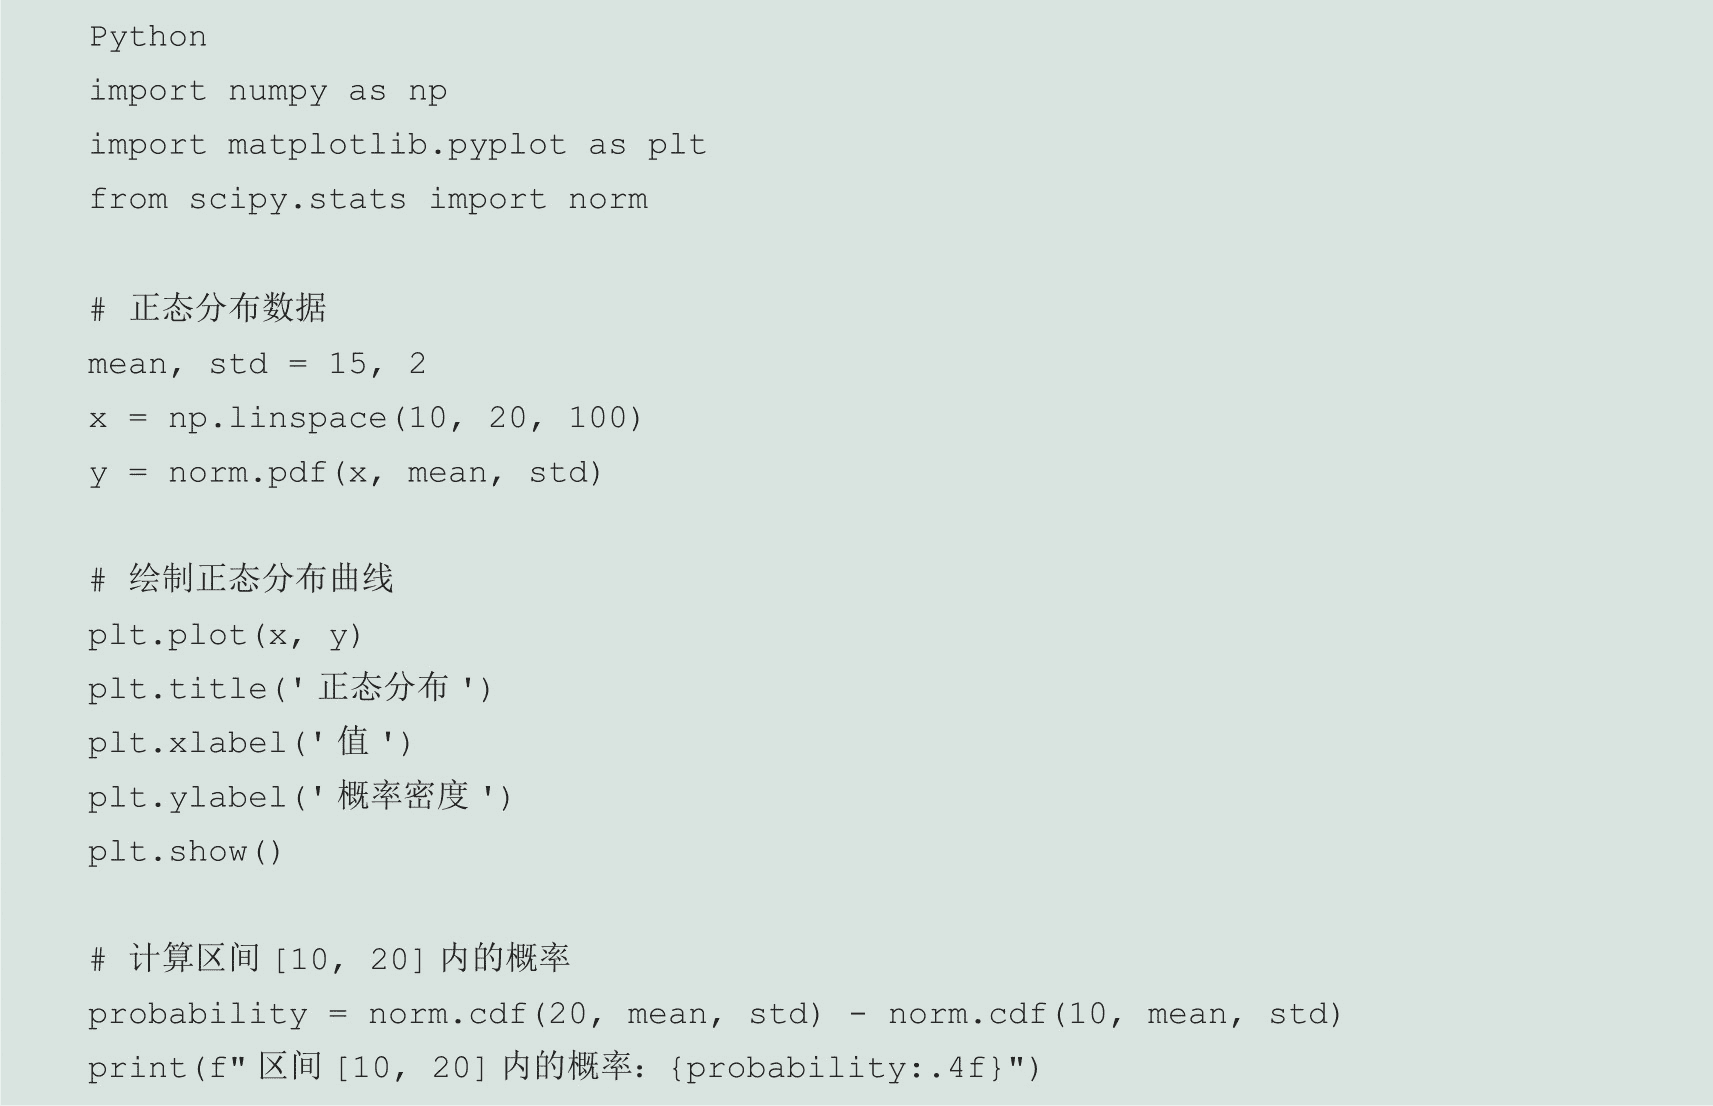 Python
import numpy as np
import matplotlib.pyplot as plt
from scipy.stats import norm
# 正态分布数据
mean, std = 15, 2
x = np.linspace(10, 20, 100)
y = norm.pdf(x, mean, std)
# 绘制正态分布曲线
plt.plot(x, y)
plt.title(' 正态分布 ')
plt.xlabel(' 值 ')
plt.ylabel(' 概率密度 ')
plt.show()
# 计算区间 [10, 20] 内的概率
probability = norm.cdf(20, mean, std) - norm.cdf(10, mean, std)
print(f" 区间 [10, 20] 内的概率：{probability:.4f}")